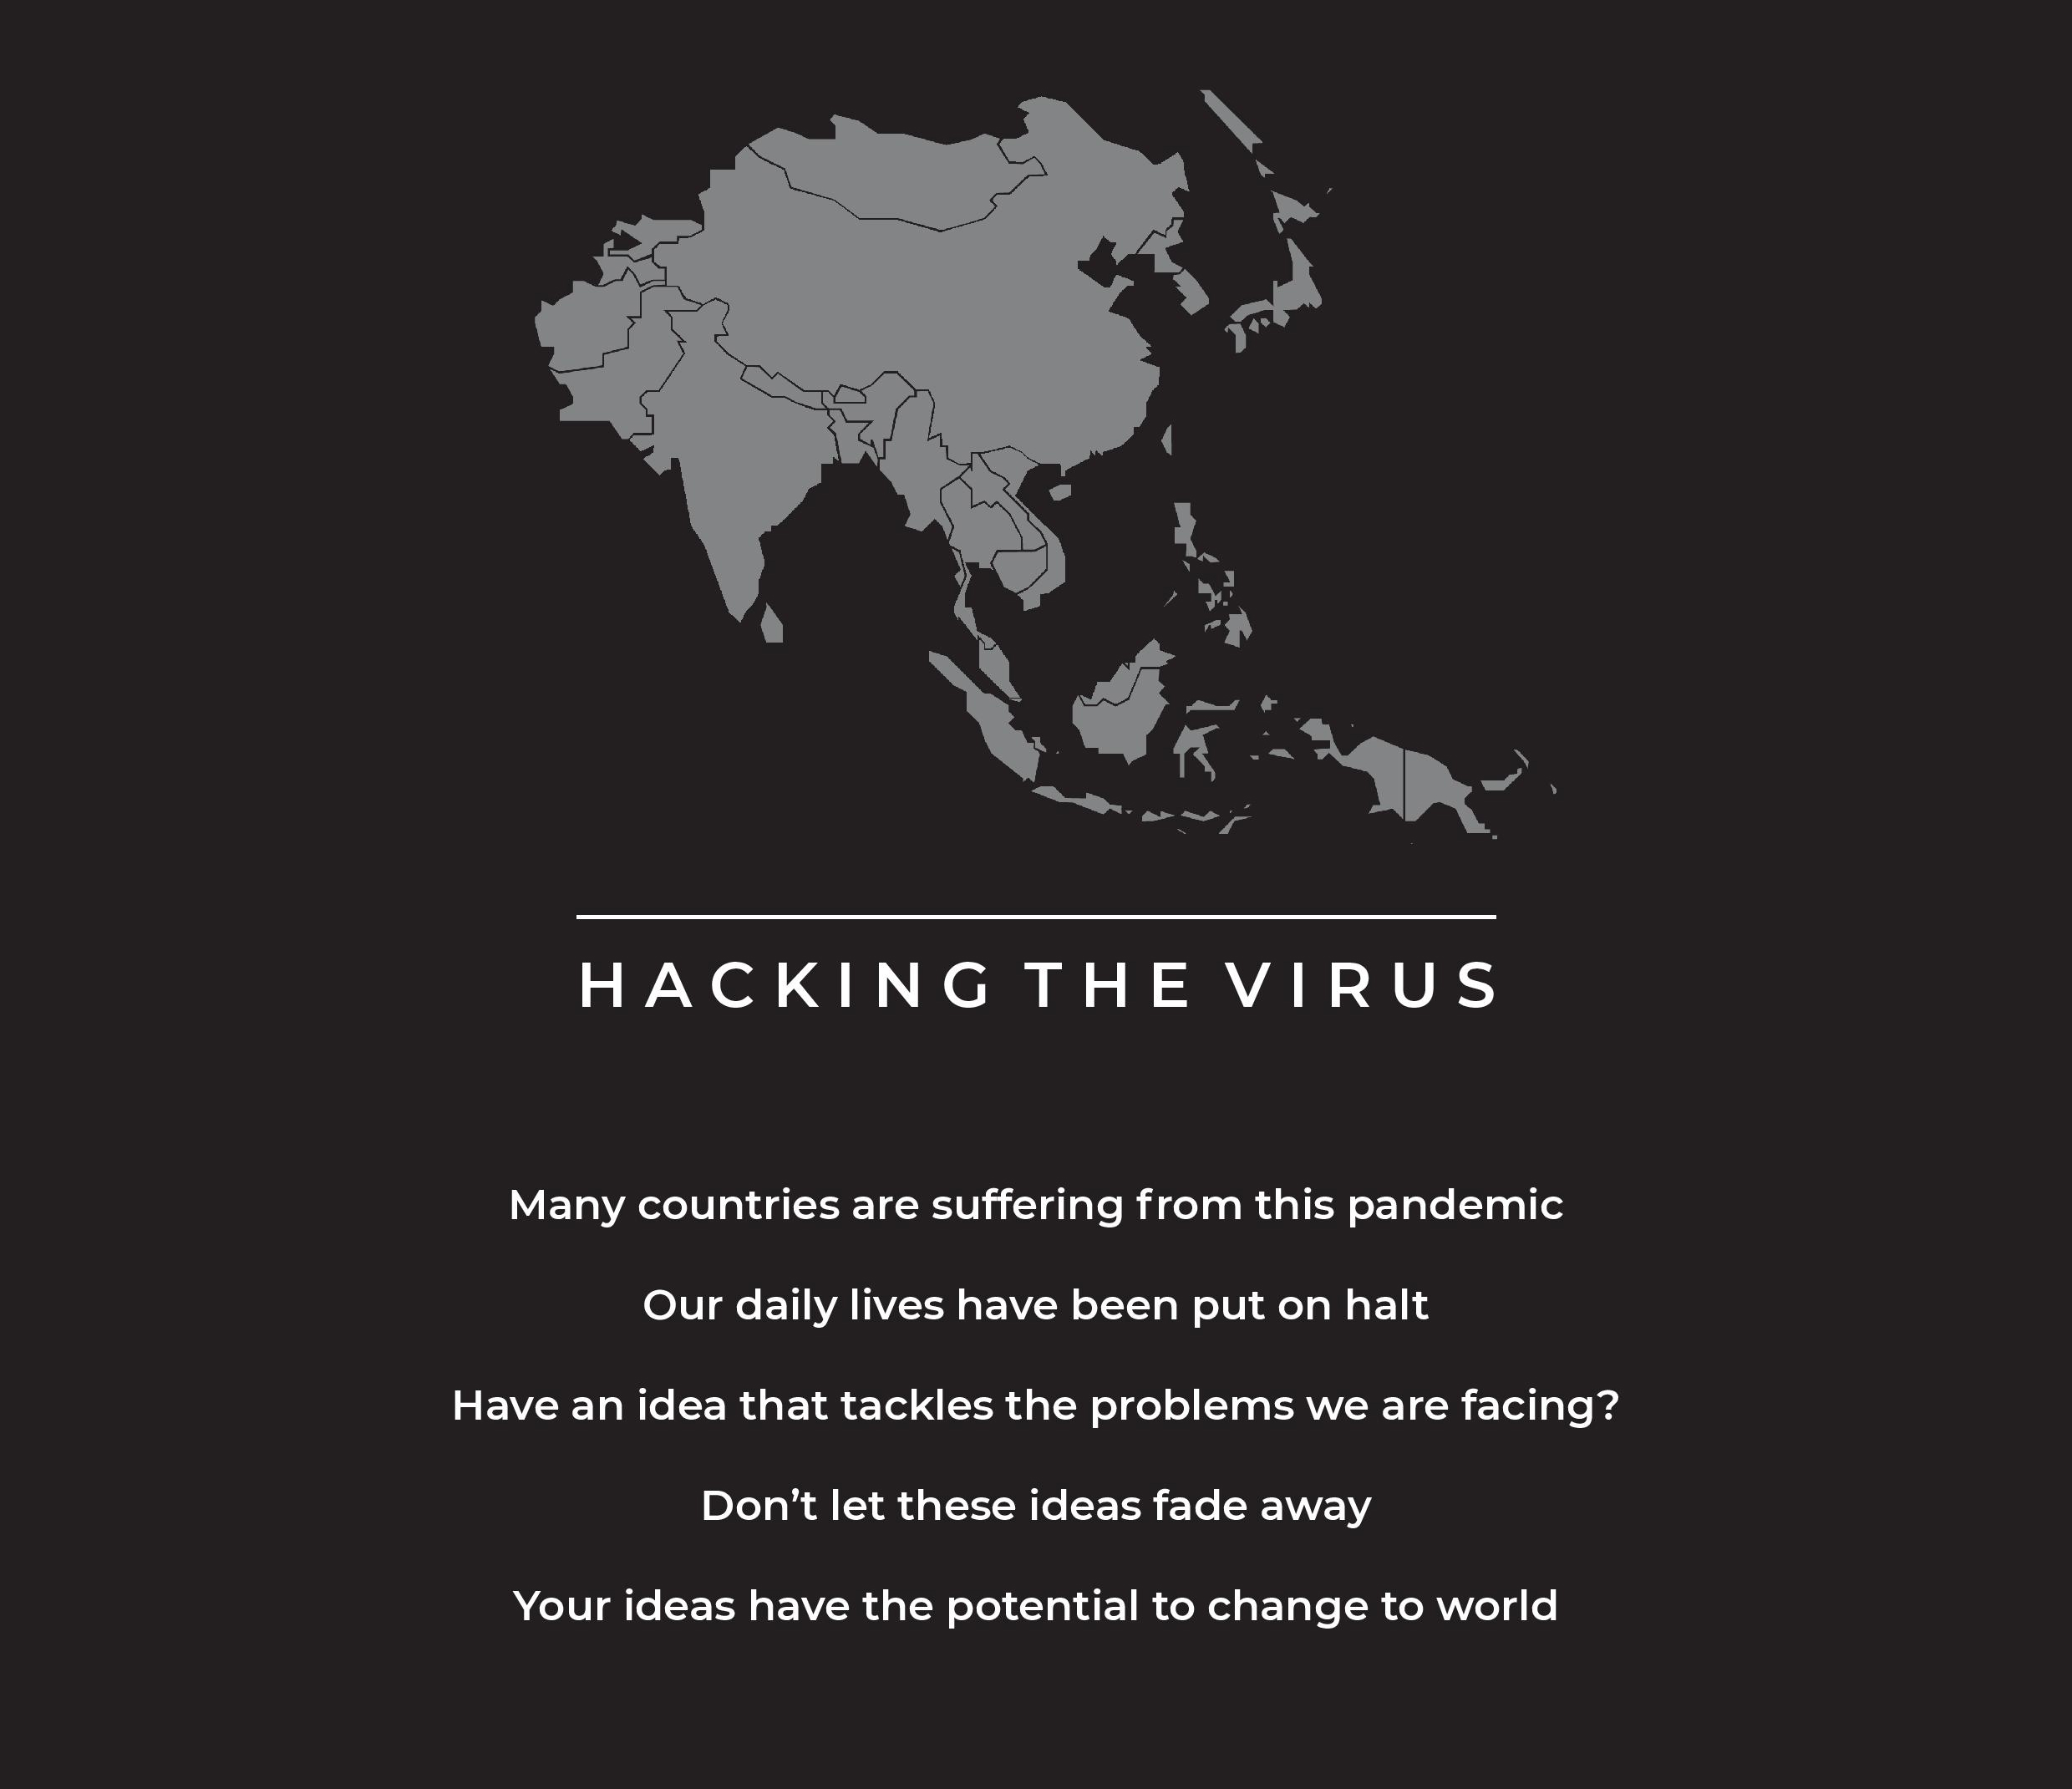 HACKING THE VIRUS
Many countries are suffering from this pandemic
Our daily lives have been put on halt
Have an idea that tackles the problems we are facing?
Don’t let these ideas fade away
Your ideas have the potential to change to world